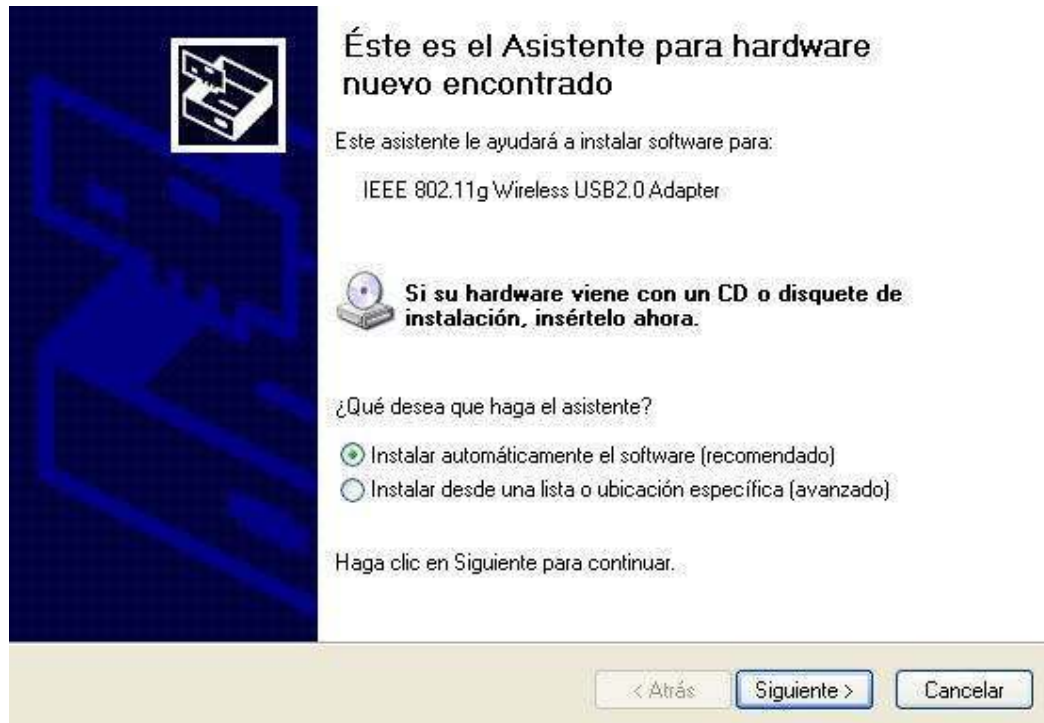 Éste es el Asistente para hardware
nuevo encontrado
Este asistente le ayudará a instalar software para:
IEEE 802.11g Wireless USB2.0 Adapter
Si su hardware viene con un CD o disquete de
instalación, insértelo ahora.
¿Qué desea que haga el asistente?
Instalar automáticamente el software (recomendado)
Instalar desde una lista o ubicación específica (avanzado)
Haga clic en Siguiente para continuar.
< Atrás Siguiente > Cancelar